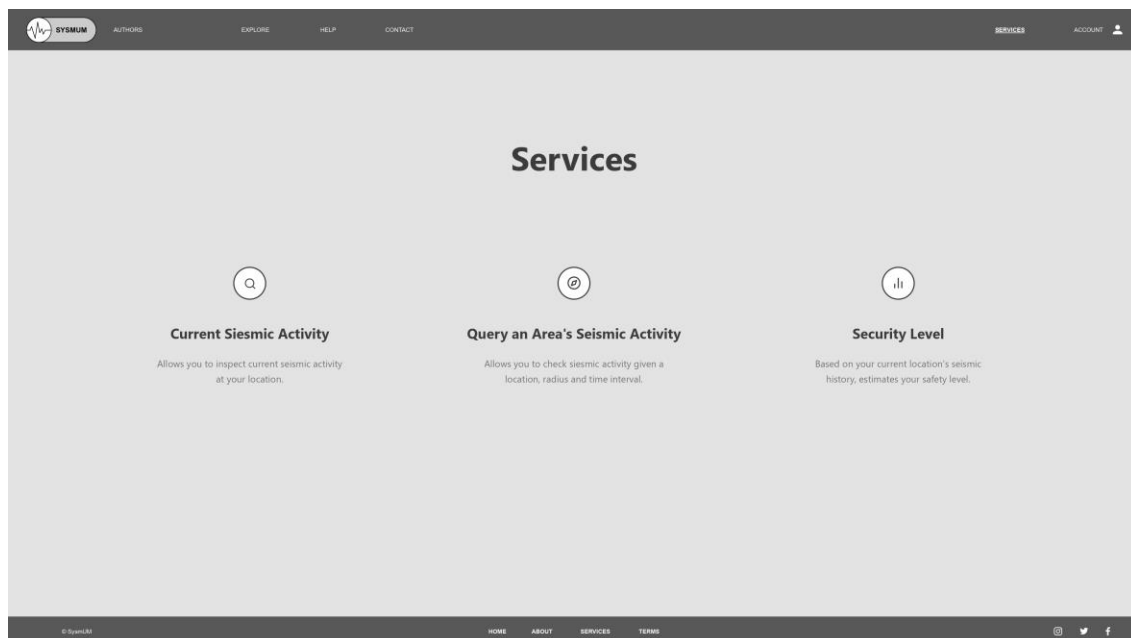 SYSMUM AUTHORS EXPLORE HELP CONTACT SERVICES ACCOUNT
Services
Current Siesmic Activity
Allows you to inspect current seismic activity
at your location.
Query an Area's Seismic Activity
Allows you to check siesmic activity given a
location, radius and time interval.
Security Level
Based on your current location's seismic
history, estimates your safety level.
© SysmUM HOME ABOUT SERVICES TERMS